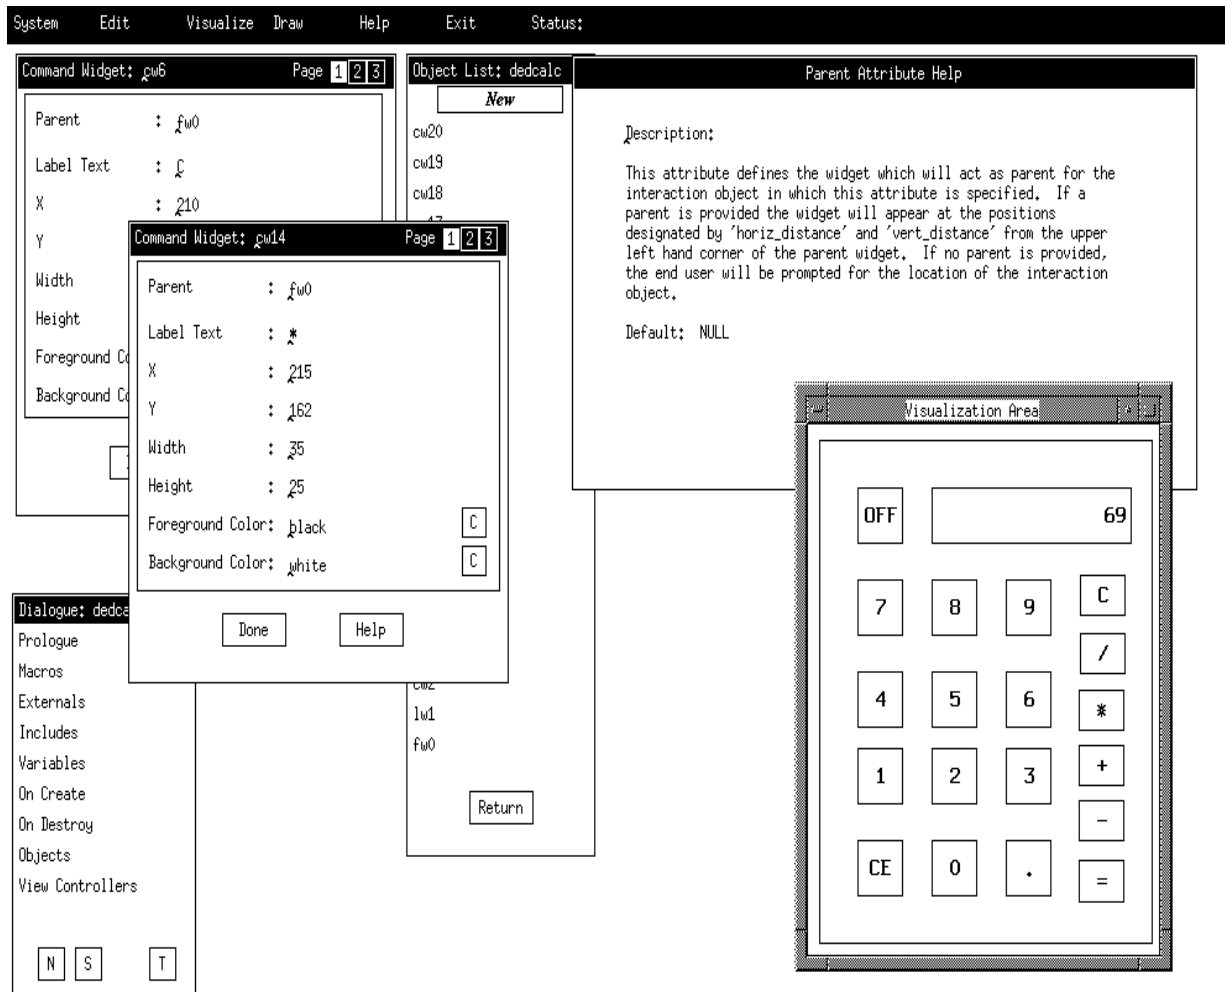 System Edit Visualize Draw Help Exit Status:
Command Widget: cw6 Page 1 2 3
Parent : fw0
Label Text : C
X : 210
Y
Width
Height
Foreground Co
Background Co
Object List: dedcalc
New
cw20
cw19
cw18
cw2
lw1
fw0
Return
Parent Attribute Help
Description:
This attribute defines the widget which will act as parent for the
interaction object in which this attribute is specified. If a
parent is provided the widget will appear at the positions
designated by 'horiz_distance' and 'vert_distance' from the upper
left hand corner of the parent widget. If no parent is provided,
the end user will be prompted for the location of the interaction
object.
Default: NULL
Command Widget: cw14 Page 1 2 3
Parent : fw0
Label Text : *
X : 215
Y : 162
Width : 35
Height : 25
Foreground Color: black C
Background Color: white C
Done Help
Dialogue: dedca
Prologue
Macros
Externals
Includes
Variables
On Create
On Destroy
Objects
View Controllers
N S T
Visualization Area
OFF 69
7 8 9 C
/
4 5 6 *
1 2 3 +
-
CE 0 . =